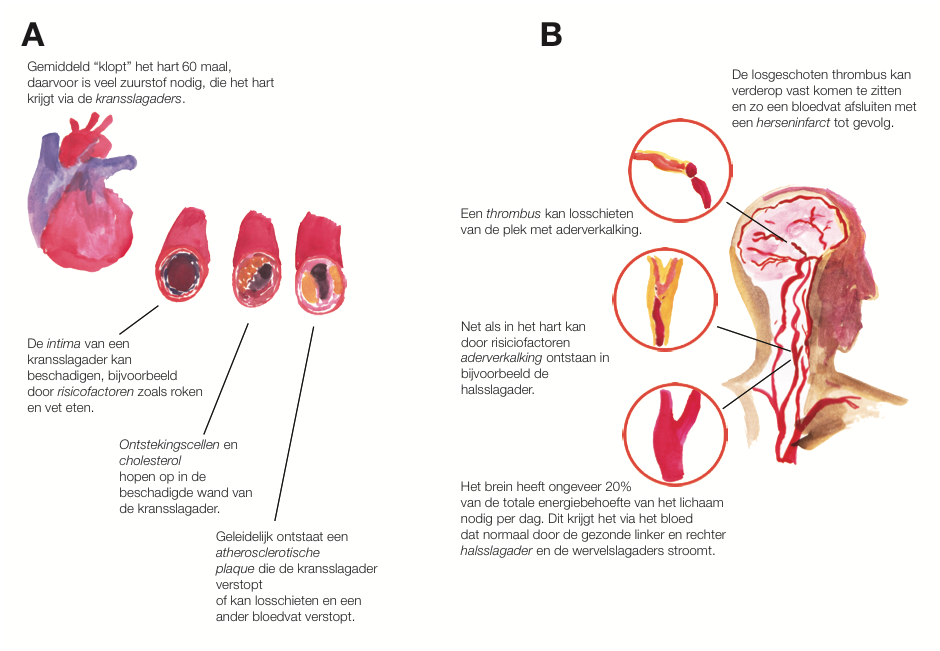 A
Gemiddeld “klopt” het hart 60 maal,
daarvoor is veel zuurstof nodig, die het hart
krijgt via de kransslagaders.
De intima van een
kransslagader kan
beschadigen, bijvoorbeeld
door risicofactoren zoals roken
en vet eten.
Ontstekingscellen en
cholesterol
hopen op in de
beschadigde wand van
de kransslagader.
Geleidelijk ontstaat een
atherosclerotische
plaque die de kransslagader
verstopt
of kan losschieten en een
ander bloedvat verstopt.
B
De losgeschoten thrombus kan
verderop vast komen te zitten
en zo een bloedvat afsluiten met
een herseninfarct tot gevolg.
Een thrombus kan losschieten
van de plek met aderverkalking.
Net als in het hart kan
door risiciofactoren
aderverkalking ontstaan in
bijvoorbeeld de
halsslagader.
Het brein heeft ongeveer 20%
van de totale energiebehoefte van het lichaam
nodig per dag. Dit krijgt het via het bloed
dat normaal door de gezonde linker en rechter
halsslagader en de wervelslagaders stroomt.